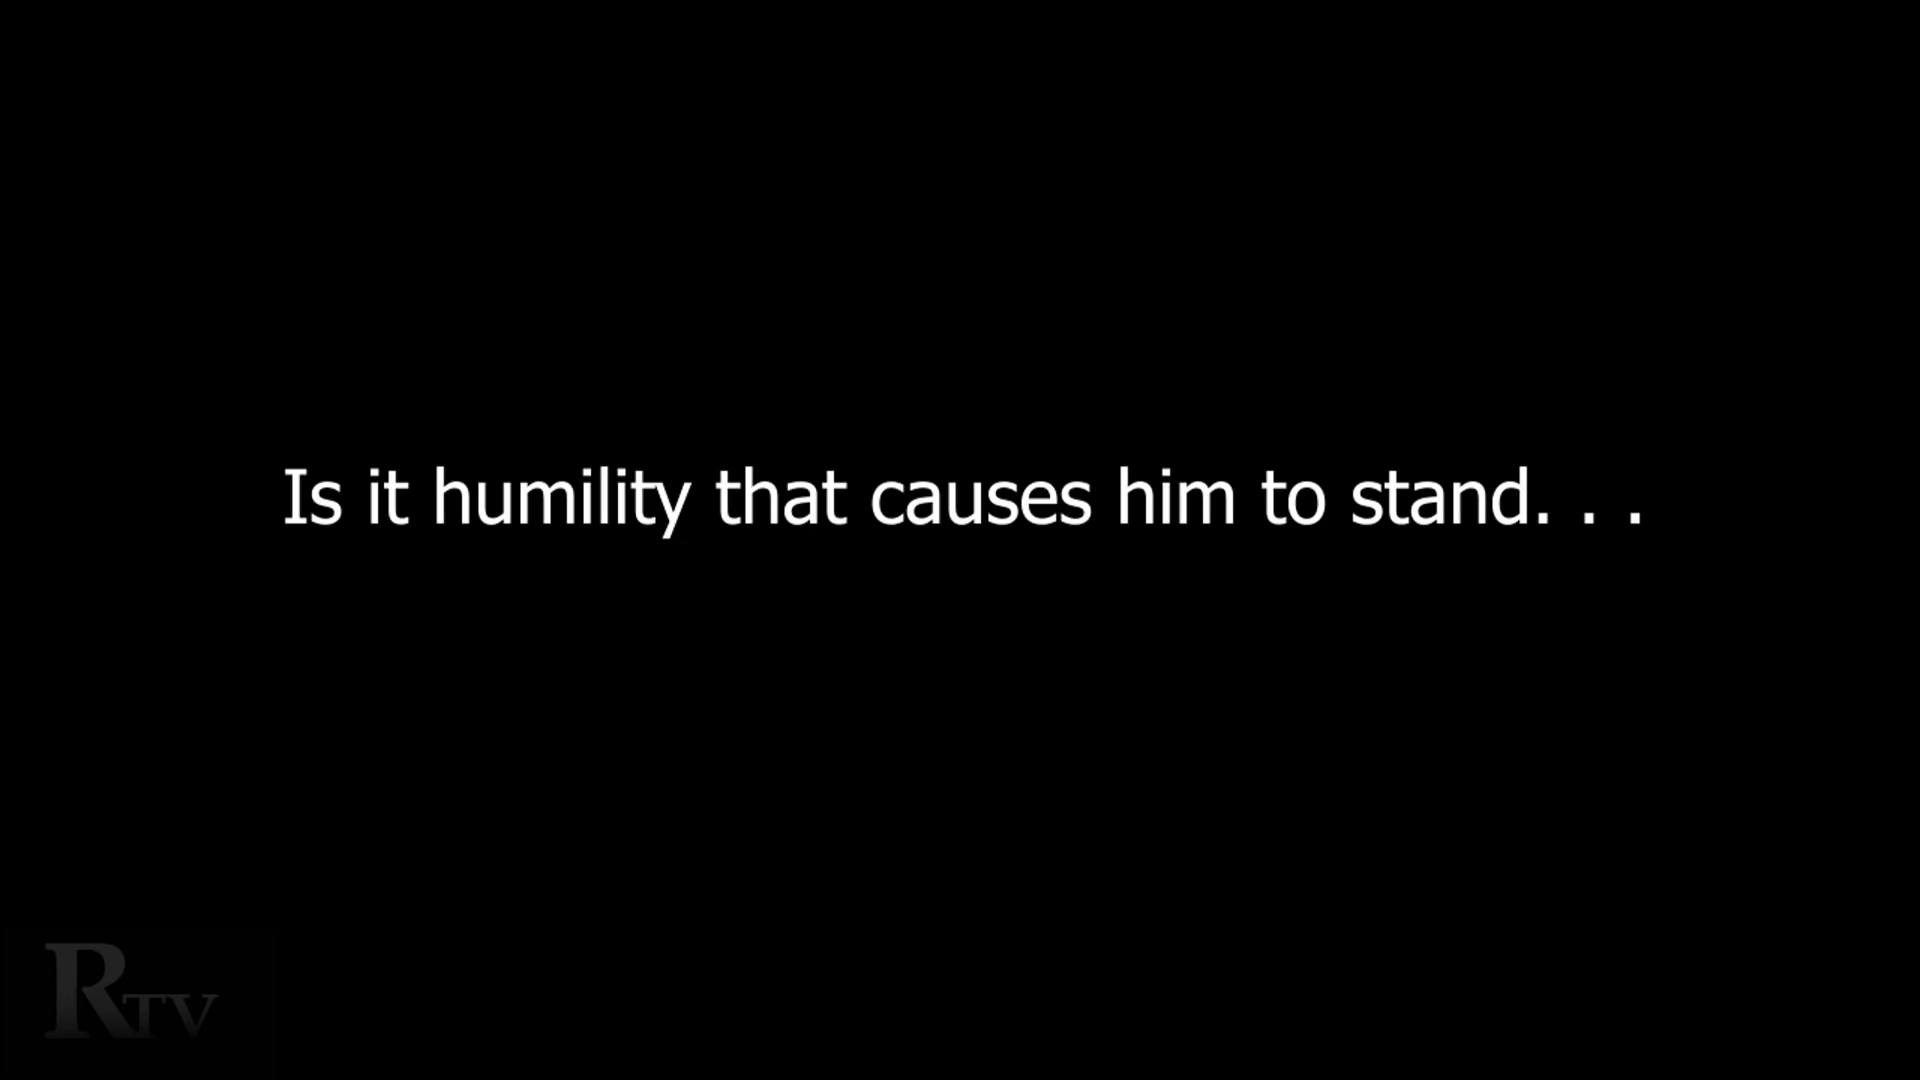 Is it humility that causes him to stand. . .
RTV